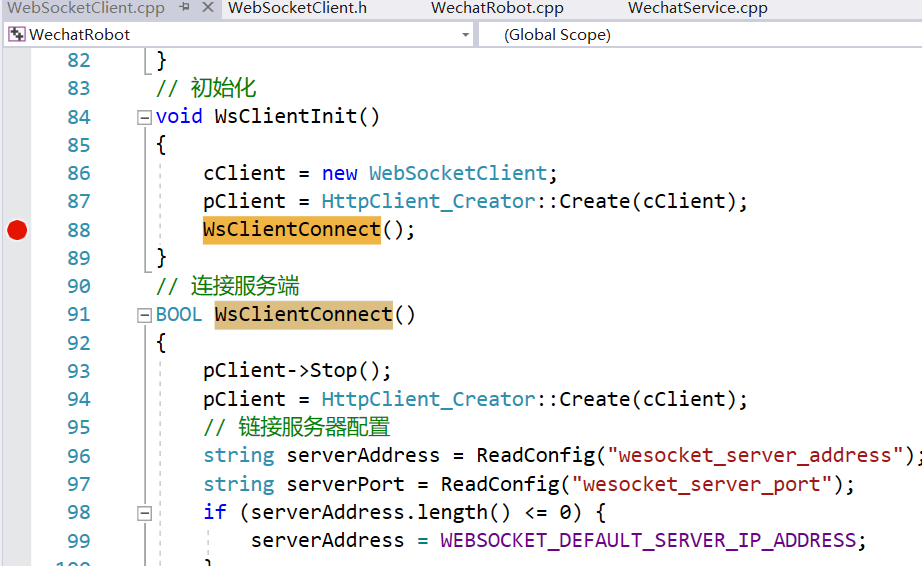 WebSocketClient.cpp WebSocketClient.h WechatRobot.cpp WechatService.cpp
WechatRobot (Global Scope)
82 }
83 // 初始化
84 void WsClientInit()
85 {
86 cClient = new WebSocketClient;
87 pClient = HttpClient_Creator::Create(cClient);
88 WsClientConnect();
89 }
90 // 连接服务端
91 BOOL WsClientConnect()
92 {
93 pClient->Stop();
94 pClient = HttpClient_Creator::Create(cClient);
95 // 链接服务器配置
96 string serverAddress = ReadConfig("wesocket_server_address");
97 string serverPort = ReadConfig("wesocket_server_port");
98 if (serverAddress.length() <= 0) {
99 serverAddress = WEBSOCKET_DEFAULT_SERVER_IP_ADDRESS;